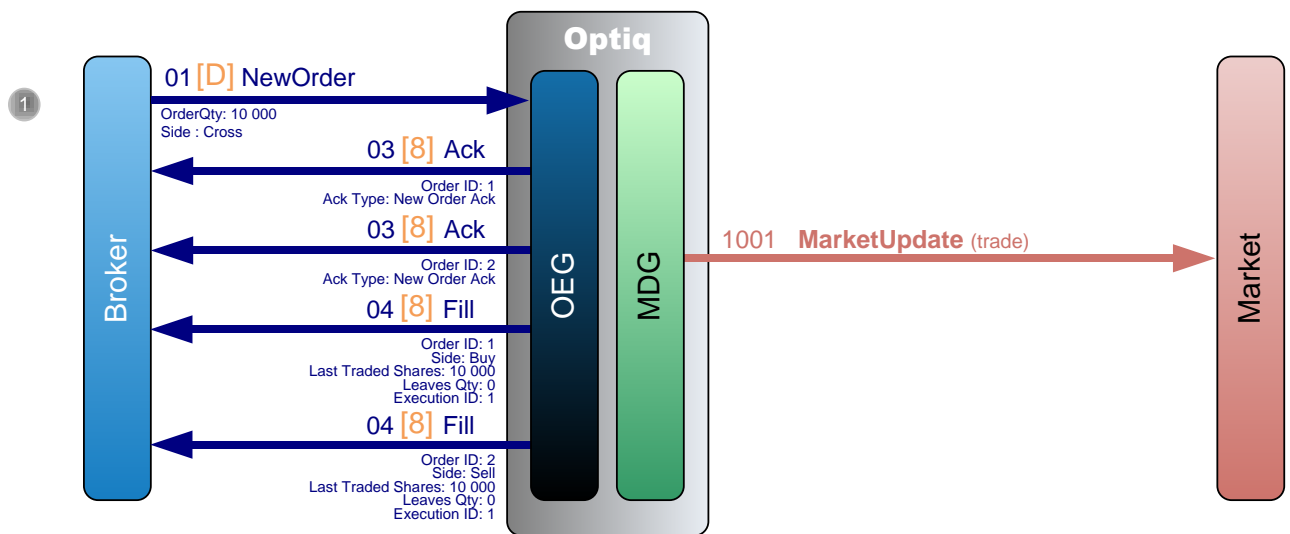 Optiq
1
01 [D] NewOrder
OrderQty: 10 000
Side : Cross
03 [8] Ack
Order ID: 1
Ack Type: New Order Ack
03 [8] Ack
Order ID: 2
Ack Type: New Order Ack
04 [8] Fill
Order ID: 1
Side: Buy
Last Traded Shares: 10 000
Leaves Qty: 0
Execution ID: 1
04 [8] Fill
Order ID: 2
Side: Sell
Last Traded Shares: 10 000
Leaves Qty: 0
Execution ID: 1
Broker
OEG
MDG
1001 MarketUpdate (trade)
Market